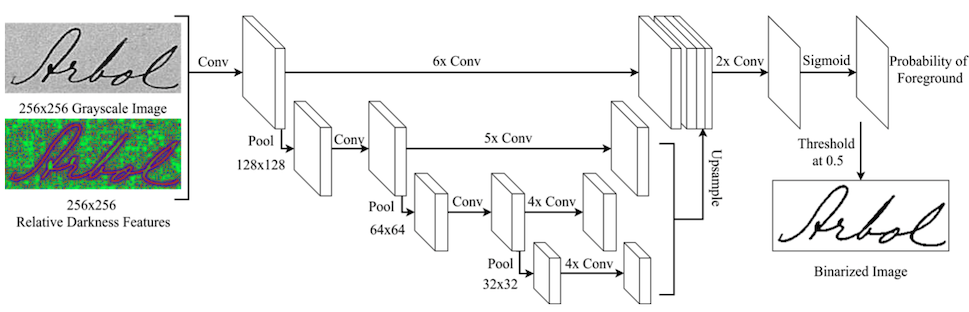 Arbol
256x256 Grayscale Image
Arbol
256x256
Relative Darkness Features
Conv
6x Conv
2x Conv
Sigmoid
Probability of
Foreground
Pool
128x128
Conv
5x Conv
Upsample
Threshold
at 0.5
Pool
64x64
Conv
4x Conv
Pool
32x32
4x Conv
Arbol
Binarized Image